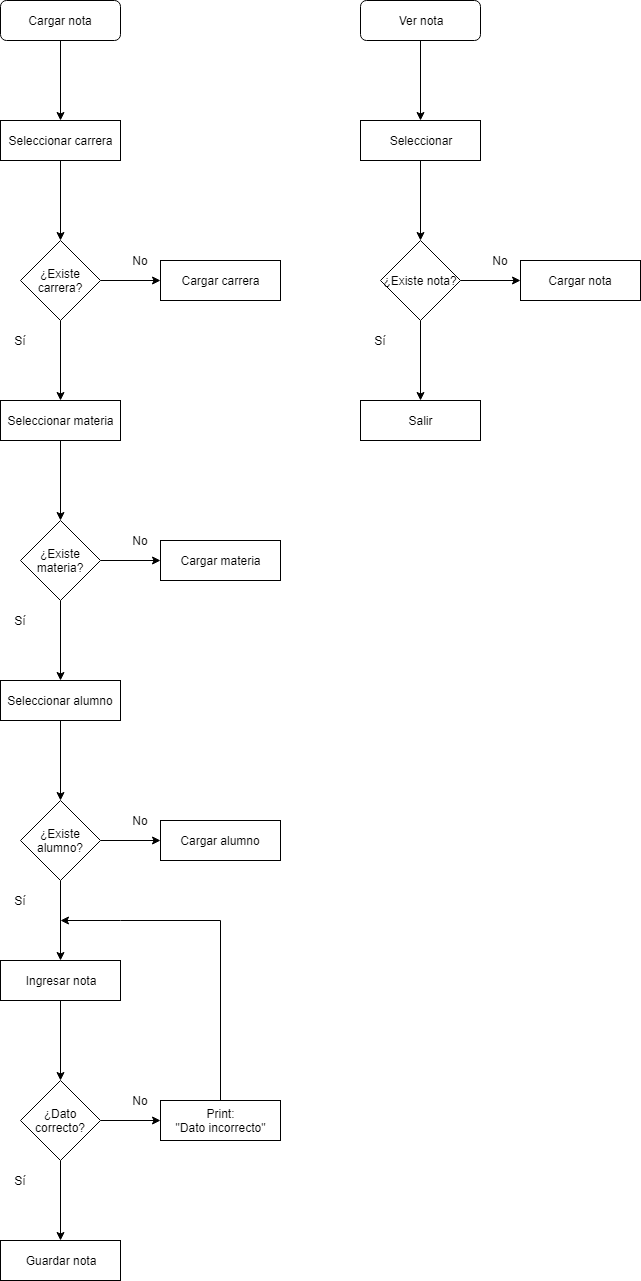 Cargar nota
Seleccionar carrera
¿Existe
carrera?
No
Cargar carrera
Sí
Seleccionar materia
¿Existe
materia?
No
Cargar materia
Sí
Seleccionar alumno
¿Existe
alumno?
No
Cargar alumno
Sí
Ingresar nota
¿Dato
correcto?
No
Print:
"Dato incorrecto"
Sí
Guardar nota
Ver nota
Seleccionar
¿Existe nota?
No
Cargar nota
Sí
Salir